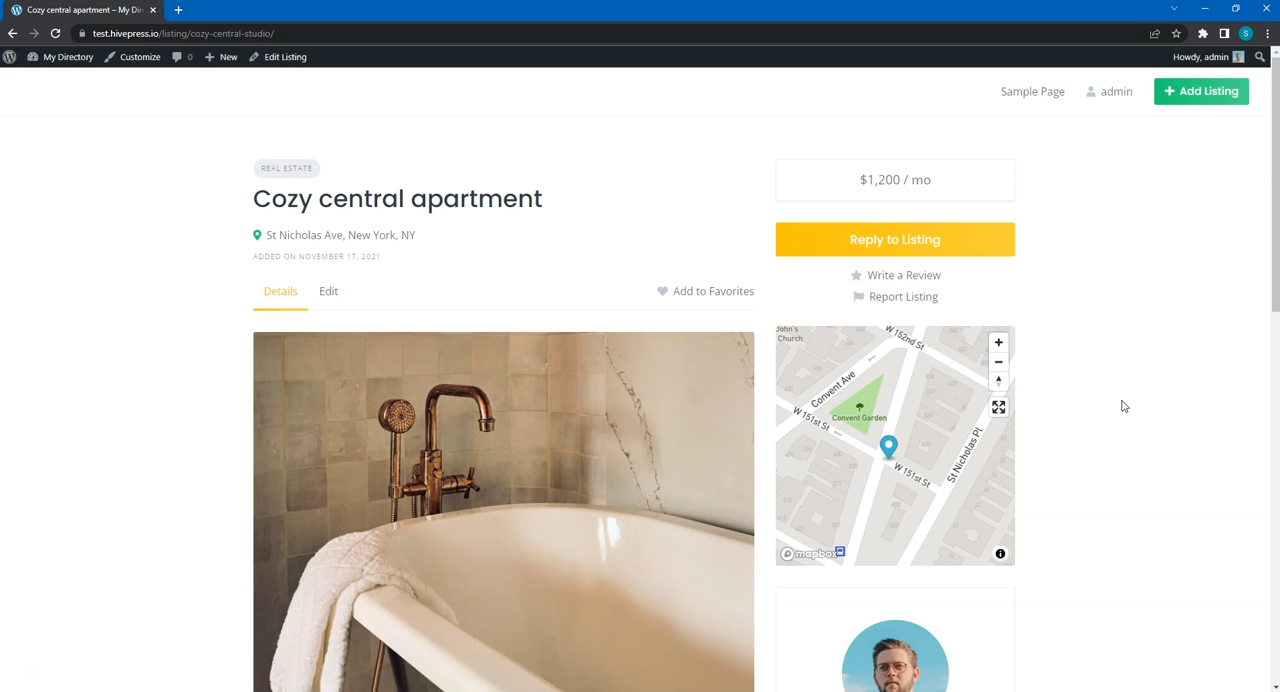 Cozy central apartment – My Dir
test.hivepress.io/listing/cozy-central-studio/
S
My Directory
Customize
0
New
Edit Listing
Howdy, admin
Sample Page
admin
Add Listing
REAL ESTATE
Cozy central apartment
St Nicholas Ave, New York, NY
ADDED ON NOVEMBER 17, 2021
Details
Edit
Add to Favorites
$1,200 / mo
Reply to Listing
Write a Review
Report Listing
John's
Church
W 152nd St
Convent Ave
Convent Garden
W 151st St
W 151st St
St Nicholas Pl
mapbox